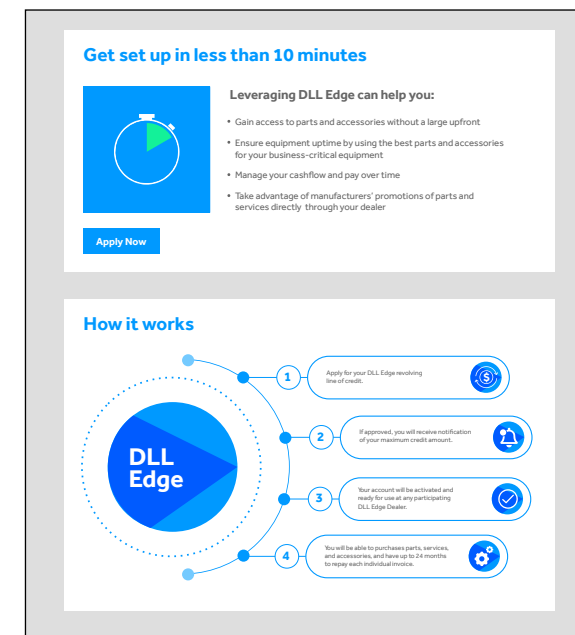 Get set up in less than 10 minutes
Leveraging DLL Edge can help you:
• Gain access to parts and accessories without a large upfront
• Ensure equipment uptime by using the best parts and accessories
for your business-critical equipment
• Manage your cashflow and pay over time
• Take advantage of manufacturers' promotions of parts and
services directly through your dealer
Apply Now
How it works
DLL
Edge
1
Apply for your DLL Edge revolving
line of credit.
$
2
If approved, you will receive notification
of your maximum credit amount.
3
Your account will be activated and
ready for use at any participating
DLL Edge Dealer.
4
You will be able to purchases parts, services,
and accessories, and have up to 24 months
to repay each individual invoice.